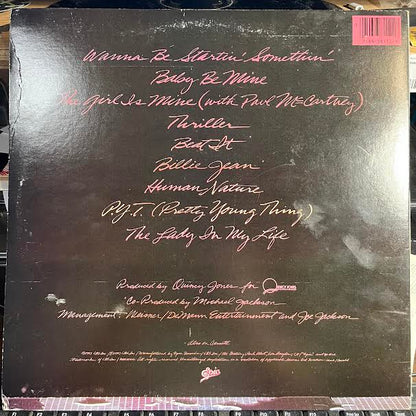 Wanna Be Startin' Somethin'
Baby Be Mine
The Girl Is Mine (with Paul McCartney)
Thriller
Beat It
Billie Jean
Human Nature
P.Y.T. (Pretty Young Thing)
The Lady In My Life
Produced by Quincy Jones for
Co-Produced by Michael Jackson
Management: Weisner/DeMann Entertainment and Joe Jackson
Also on Cassette
Epic